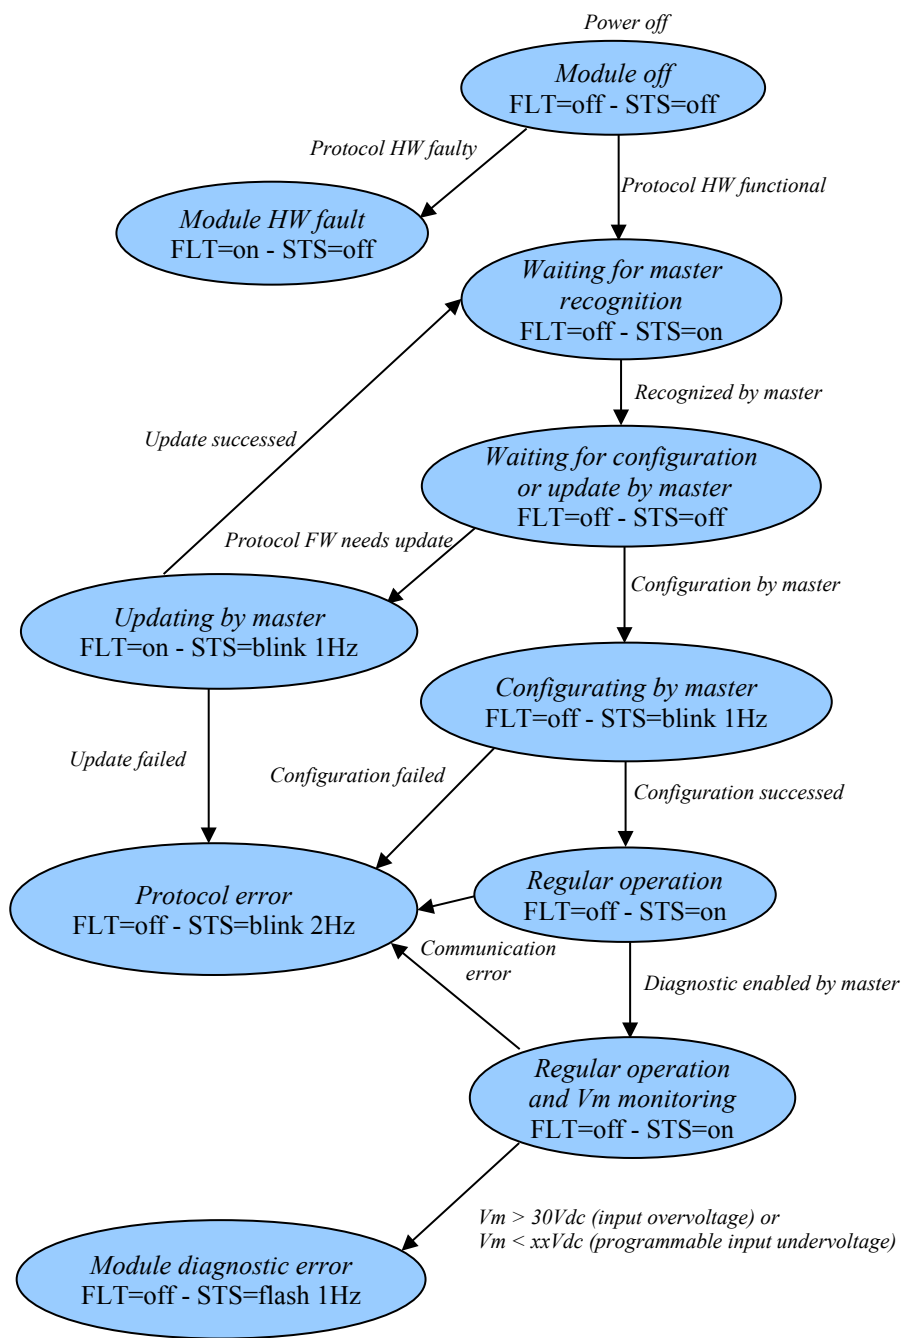 Power off
Module off
FLT=off - STS=off
Protocol HW faulty
Protocol HW functional
Module HW fault
FLT=on - STS=off
Waiting for master
recognition
FLT=off - STS=on
Recognized by master
Update successed
Waiting for configuration
or update by master
FLT=off - STS=off
Protocol FW needs update
Configuration by master
Updating by master
FLT=on - STS=blink 1Hz
Configurating by master
FLT=off - STS=blink 1Hz
Update failed
Configuration failed
Configuration successed
Protocol error
FLT=off - STS=blink 2Hz
Regular operation
FLT=off - STS=on
Communication
error
Diagnostic enabled by master
Regular operation
and Vm monitoring
FLT=off - STS=on
Vm > 30Vdc (input overvoltage) or
Vm < xxVdc (programmable input undervoltage)
Module diagnostic error
FLT=off - STS=flash 1Hz